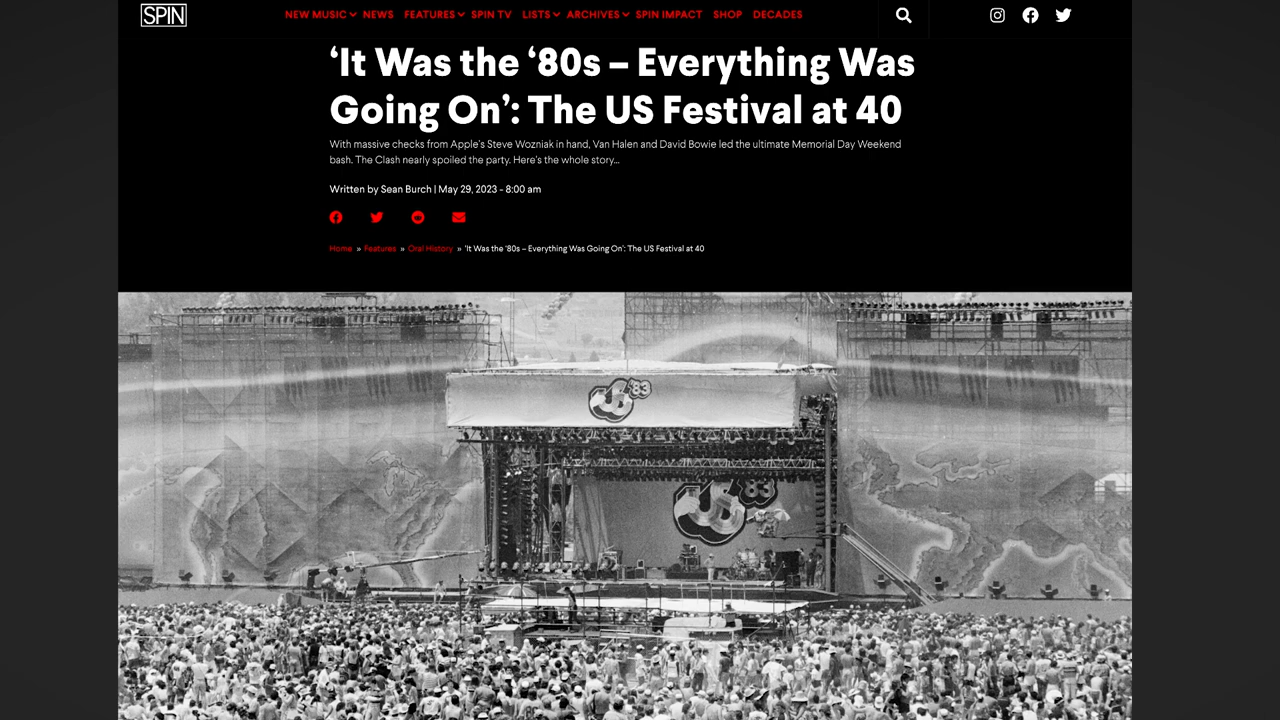 SPIN
NEW MUSIC NEWS FEATURES SPIN TV LISTS ARCHIVES SPIN IMPACT SHOP DECADES
‘It Was the ‘80s – Everything Was
Going On’: The US Festival at 40
With massive checks from Apple's Steve Wozniak in hand, Van Halen and David Bowie led the ultimate Memorial Day Weekend
bash. The Clash nearly spoiled the party. Here's the whole story…
Written by Sean Burch | May 29, 2023 - 8:00 am
Home » Features » Oral History » ‘It Was the ‘80s – Everything Was Going On’: The US Festival at 40
US '83
US 83